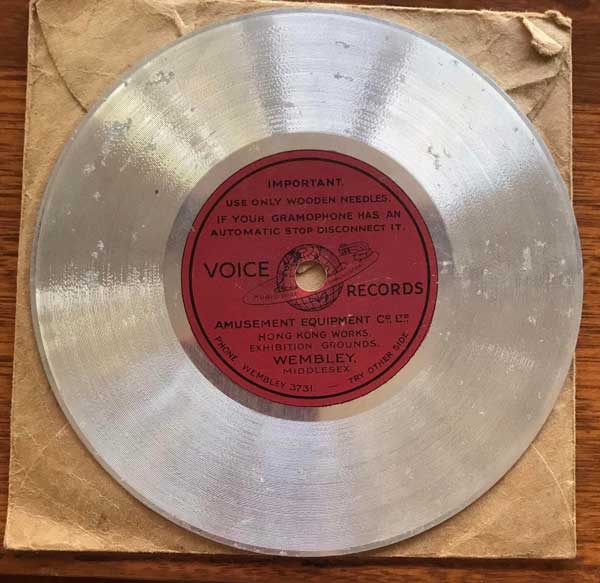 IMPORTANT.
USE ONLY WOODEN NEEDLES.
IF YOUR GRAMOPHONE HAS AN
AUTOMATIC STOP DISCONNECT IT.
VOICE
RECORDS
AMUSEMENT EQUIPMENT Co. LTD
HONG KONG WORKS,
EXHIBITION GROUNDS.
WEMBLEY,
MIDDLESEX
PHONE WEMBLEY 3731. — TRY OTHER SIDE